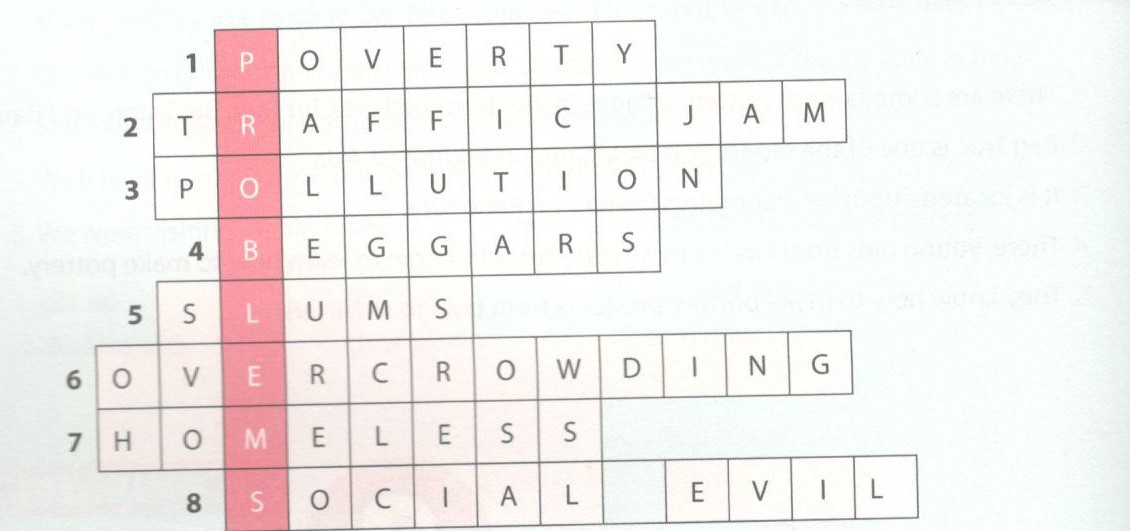 1 POVERTY
2 TRAFFIC JAM
3 POLLUTION
4 BEGGARS
5 SLUMS
6 OVERCROWDING
7 HOMELESS
8 SOCIAL EVIL